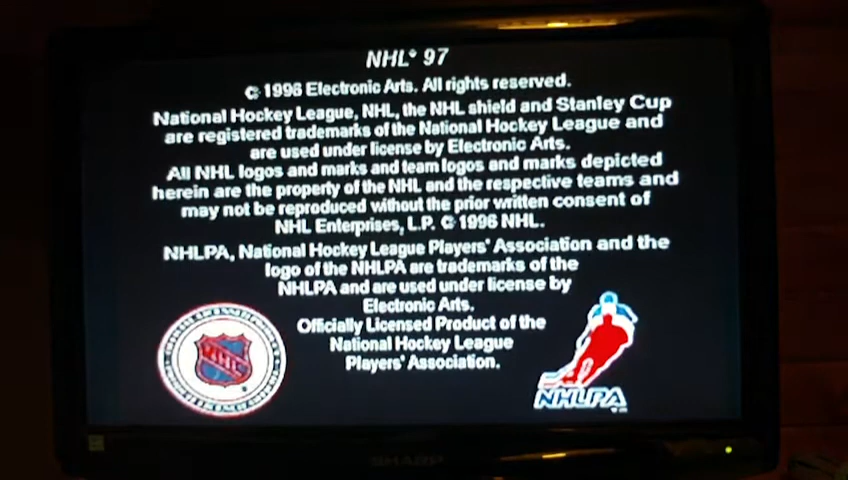 NHL® 97
© 1996 Electronic Arts. All rights reserved.
National Hockey League, NHL, the NHL shield and Stanley Cup
are registered trademarks of the National Hockey League and
are used under license by Electronic Arts.
All NHL logos and marks and team logos and marks depicted
herein are the property of the NHL and the respective teams and
may not be reproduced without the prior written consent of
NHL Enterprises, L.P. © 1996 NHL.
NHLPA, National Hockey League Players' Association and the
logo of the NHLPA are trademarks of the
NHLPA and are used under license by
Electronic Arts.
Officially Licensed Product of the
National Hockey League
Players' Association.
NHL
NHLPA
SHARP